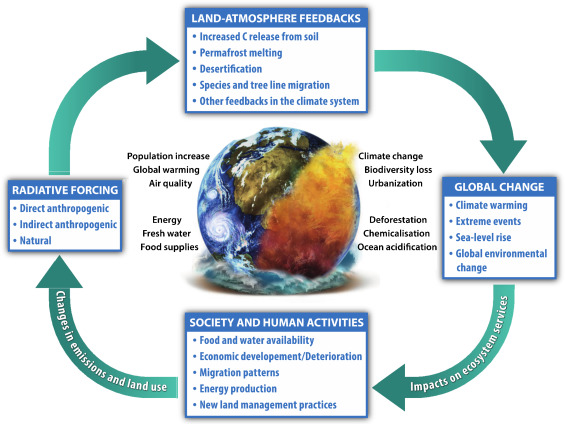 LAND-ATMOSPHERE FEEDBACKS
• Increased C release from soil
• Permafrost melting
• Desertification
• Species and tree line migration
• Other feedbacks in the climate system
Population increase
Global warming
Air quality
Climate change
Biodiversity loss
Urbanization
Energy
Fresh water
Food supplies
Deforestation
Chemicalisation
Ocean acidification
RADIATIVE FORCING
• Direct anthropogenic
• Indirect anthropogenic
• Natural
GLOBAL CHANGE
• Climate warming
• Extreme events
• Sea-level rise
• Global environmental
change
Changes in emissions and land use
Impacts on ecosystem services
SOCIETY AND HUMAN ACTIVITIES
• Food and water availability
• Economic developement/Deterioration
• Migration patterns
• Energy production
• New land management practices